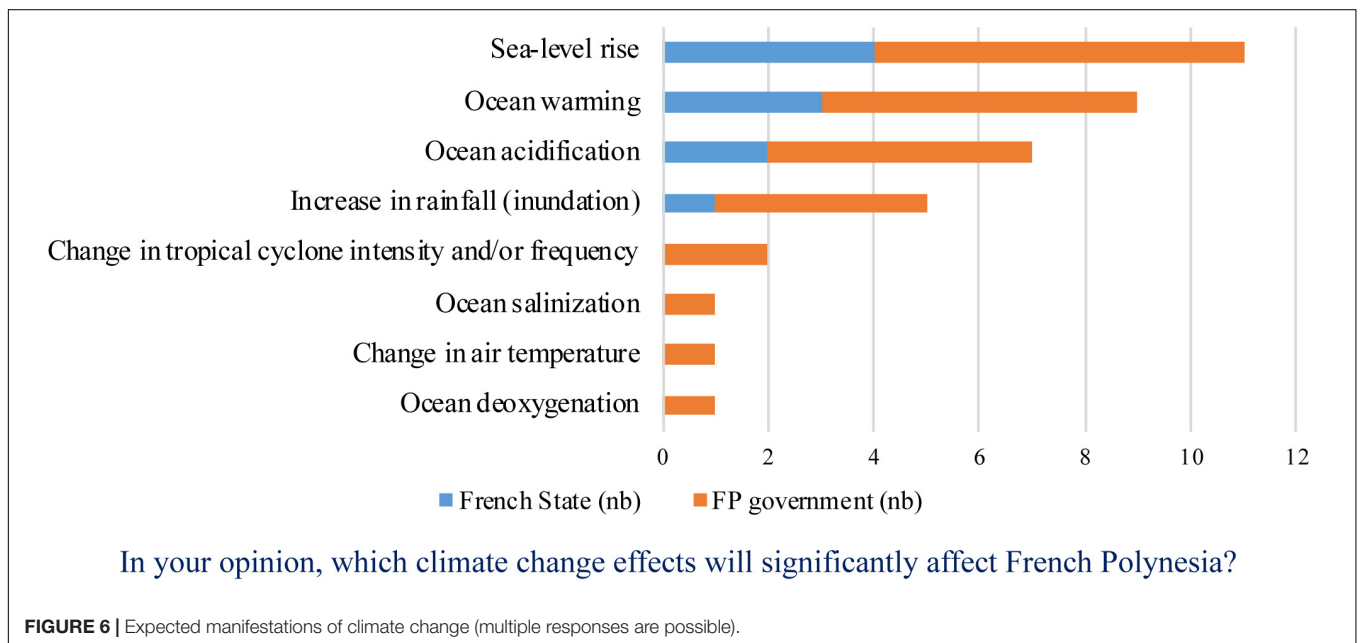 Sea-level rise
Ocean warming
Ocean acidification
Increase in rainfall (inundation)
Change in tropical cyclone intensity and/or frequency
Ocean salinization
Change in air temperature
Ocean deoxygenation
0 2 4 6 8 10 12
French State (nb) FP government (nb)
In your opinion, which climate change effects will significantly affect French Polynesia?
FIGURE 6 | Expected manifestations of climate change (multiple responses are possible).